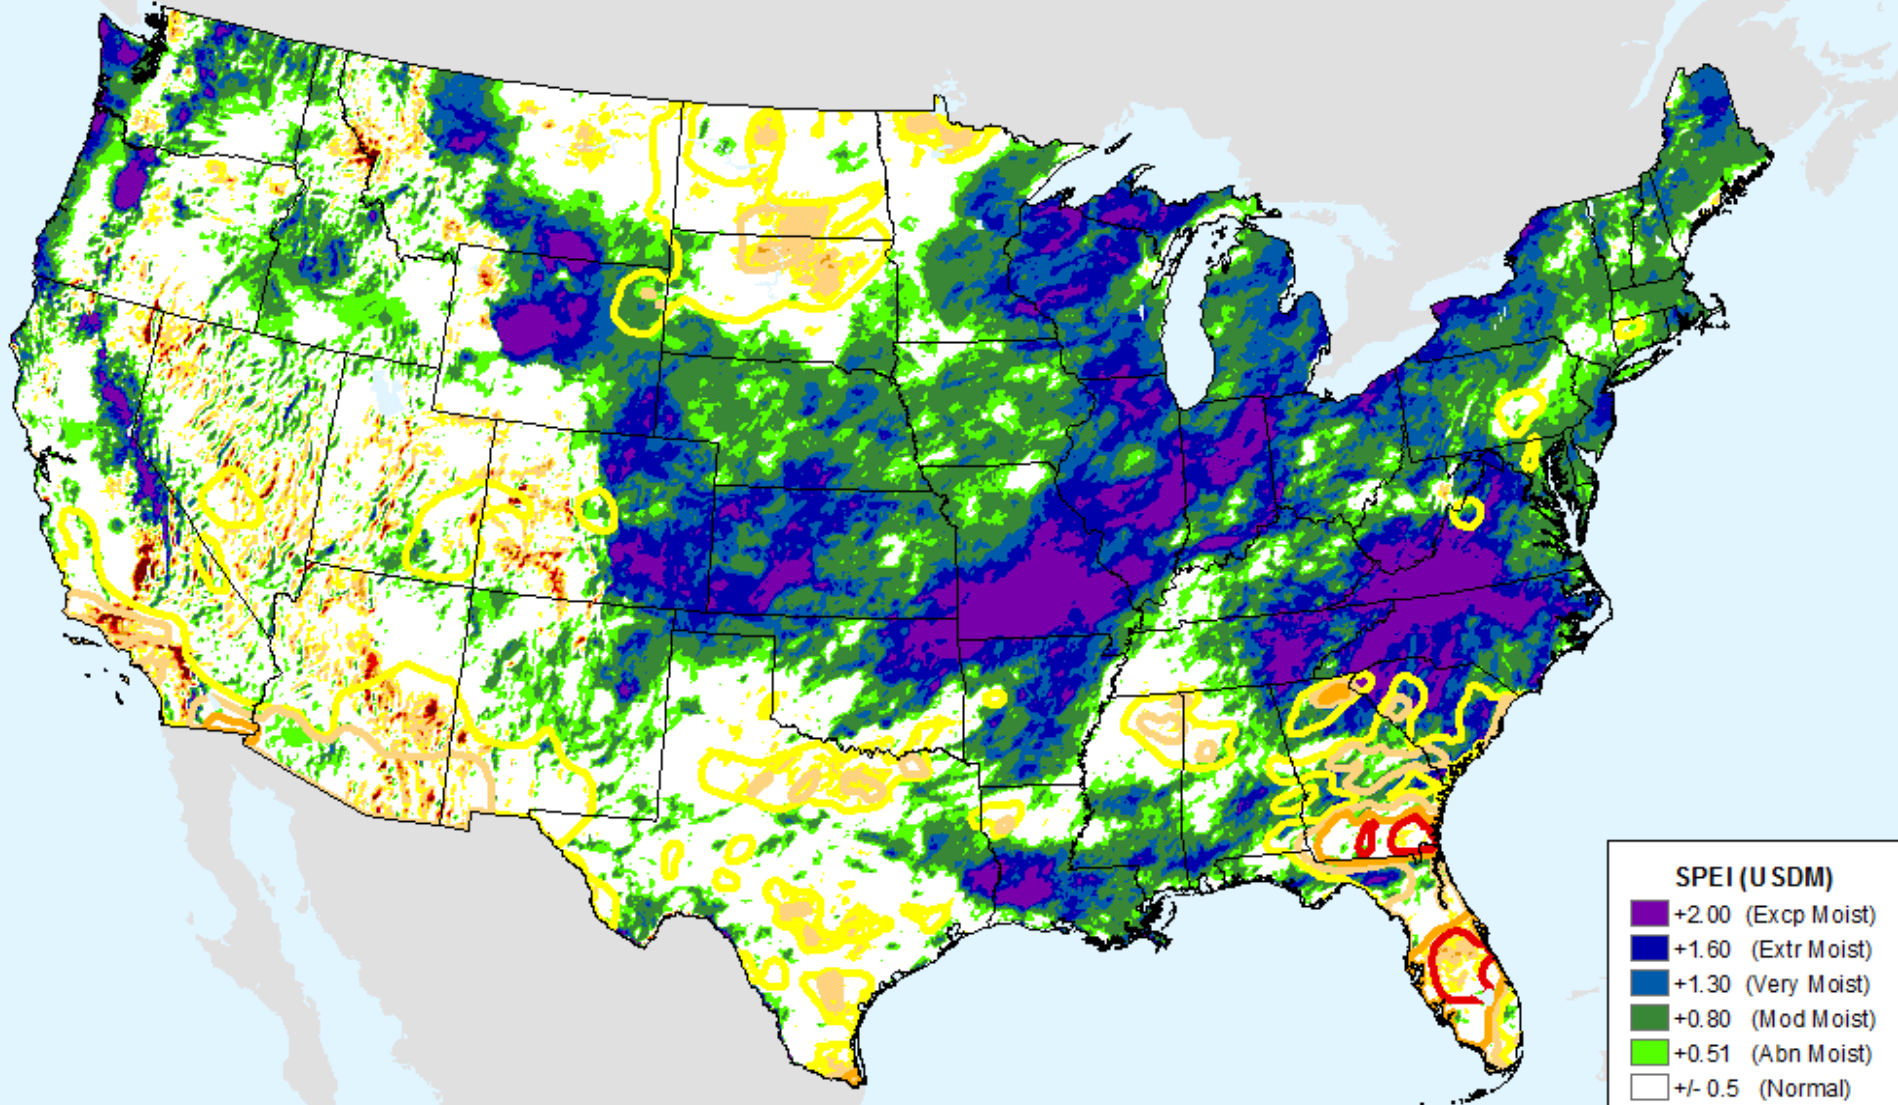 SPEI (USDM)
+2.00 (Excp Moist)
+1.60 (Extr Moist)
+1.30 (Very Moist)
+0.80 (Mod Moist)
+0.51 (Abn Moist)
+/- 0.5 (Normal)